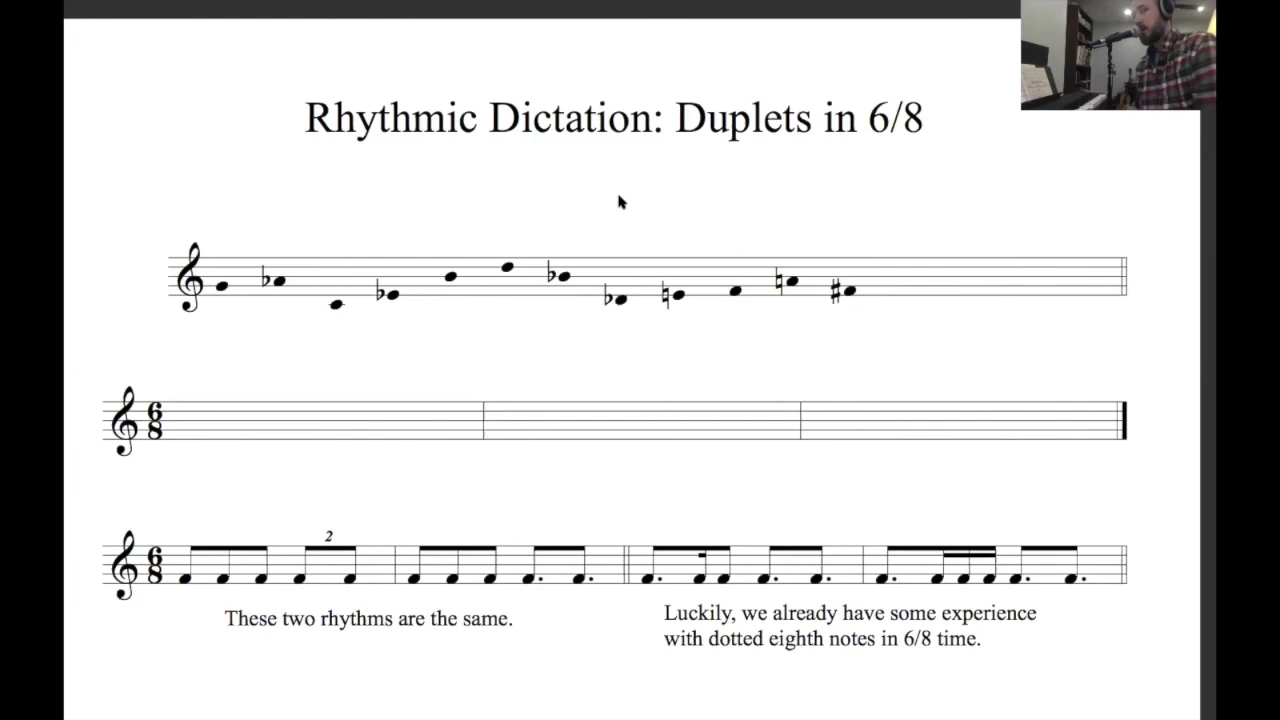 Rhythmic Dictation: Duplets in 6/8
6
8
2
6
8
These two rhythms are the same.
Luckily, we already have some experience
with dotted eighth notes in 6/8 time.